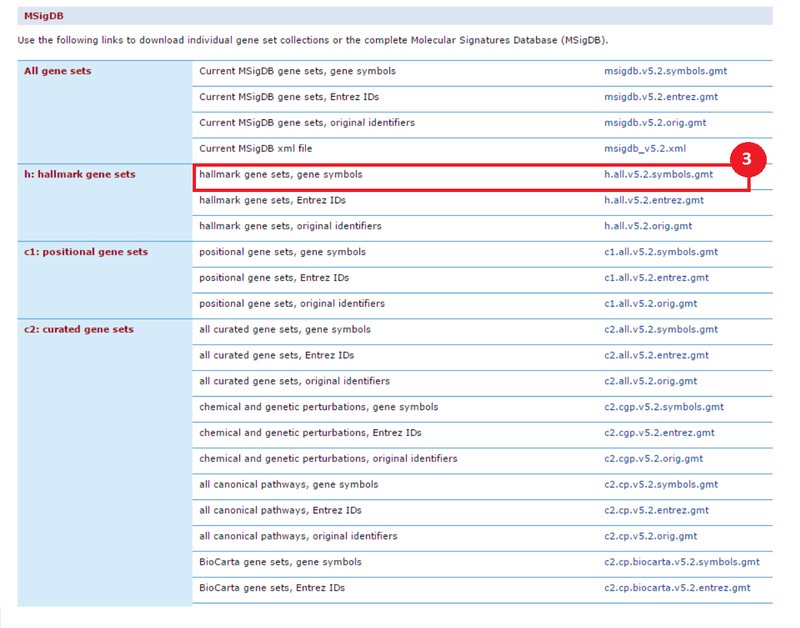 MSigDB
Use the following links to download individual gene set collections or the complete Molecular Signatures Database (MSigDB).
All gene sets Current MSigDB gene sets, gene symbols msigdb.v5.2.symbols.gmt
Current MSigDB gene sets, Entrez IDs msigdb.v5.2.entrez.gmt
Current MSigDB gene sets, original identifiers msigdb.v5.2.orig.gmt
Current MSigDB xml file msigdb_v5.2.xml
3
h: hallmark gene sets hallmark gene sets, gene symbols h.all.v5.2.symbols.gmt
hallmark gene sets, Entrez IDs h.all.v5.2.entrez.gmt
hallmark gene sets, original identifiers h.all.v5.2.orig.gmt
c1: positional gene sets positional gene sets, gene symbols c1.all.v5.2.symbols.gmt
positional gene sets, Entrez IDs c1.all.v5.2.entrez.gmt
positional gene sets, original identifiers c1.all.v5.2.orig.gmt
c2: curated gene sets all curated gene sets, gene symbols c2.all.v5.2.symbols.gmt
all curated gene sets, Entrez IDs c2.all.v5.2.entrez.gmt
all curated gene sets, original identifiers c2.all.v5.2.orig.gmt
chemical and genetic perturbations, gene symbols c2.cgp.v5.2.symbols.gmt
chemical and genetic perturbations, Entrez IDs c2.cgp.v5.2.entrez.gmt
chemical and genetic perturbations, original identifiers c2.cgp.v5.2.orig.gmt
all canonical pathways, gene symbols c2.cp.v5.2.symbols.gmt
all canonical pathways, Entrez IDs c2.cp.v5.2.entrez.gmt
all canonical pathways, original identifiers c2.cp.v5.2.orig.gmt
BioCarta gene sets, gene symbols c2.cp.biocarta.v5.2.symbols.gmt
BioCarta gene sets, Entrez IDs c2.cp.biocarta.v5.2.entrez.gmt